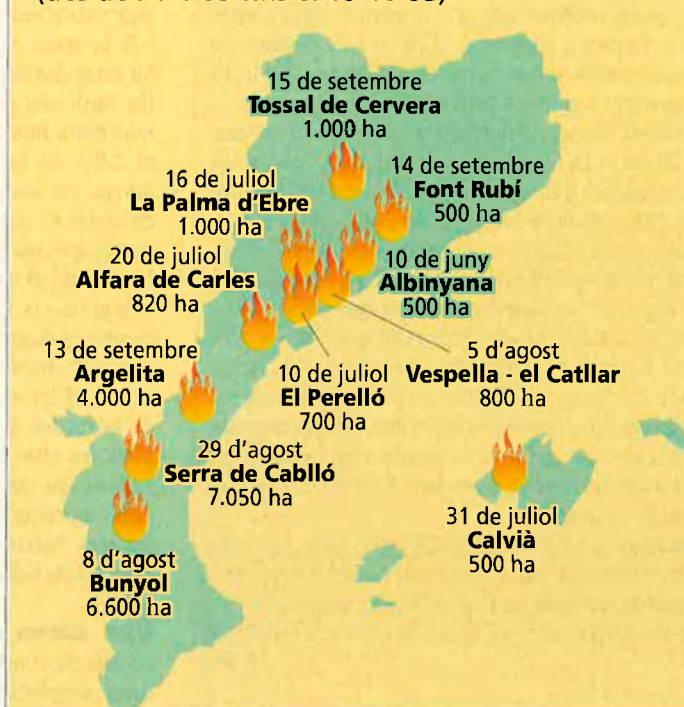 15 de setembre
Tossal de Cervera
1.000 ha
14 de setembre
Font Rubí
500 ha
16 de juliol
La Palma d'Ebre
1.000 ha
20 de juliol
Alfara de Carles
820 ha
10 de juny
Albinyana
500 ha
13 de setembre
Argelita
4.000 ha
10 de juliol
El Perelló
700 ha
5 d'agost
Vespella - el Catllar
800 ha
29 d'agost
Serra de Cablló
7.050 ha
31 de juliol
Calvià
500 ha
8 d'agost
Bunyol
6.600 ha